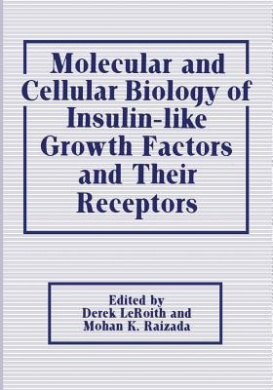 Molecular and
Cellular Biology of
Insulin-like
Growth Factors
and Their
Receptors
Edited by
Derek LeRoith and
Mohan K. Raizada